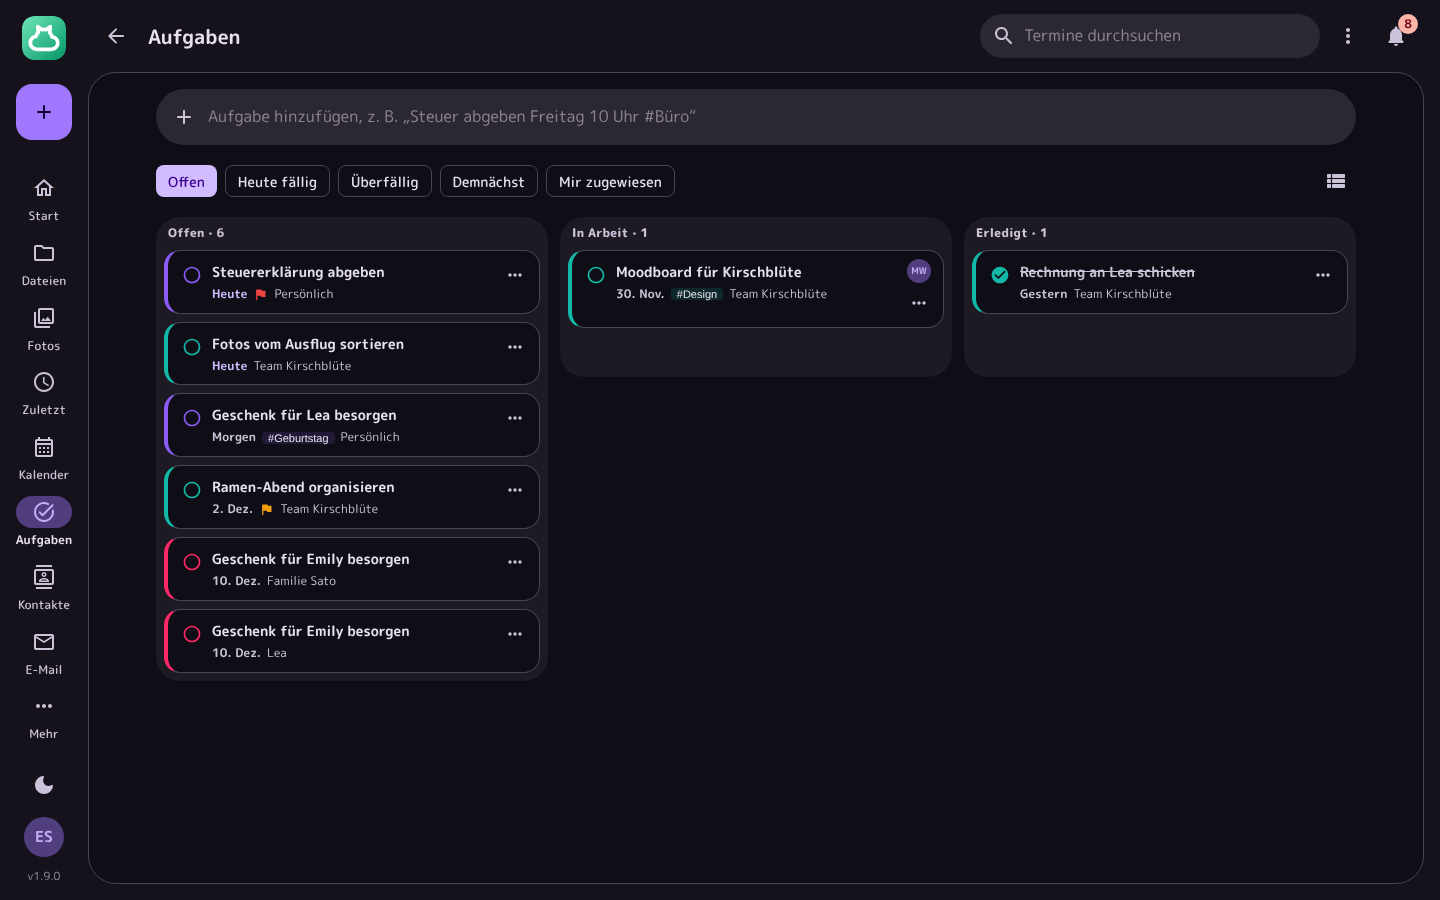 Aufgaben
Termine durchsuchen
8
Aufgabe hinzufügen, z. B. „Steuer abgeben Freitag 10 Uhr #Büro“
Offen
Heute fällig
Überfällig
Demnächst
Mir zugewiesen
Start
Dateien
Fotos
Zuletzt
Kalender
Aufgaben
Kontakte
E-Mail
Mehr
ES
v1.9.0
Offen · 6
Steuererklärung abgeben
Heute Persönlich
Fotos vom Ausflug sortieren
Heute Team Kirschblüte
Geschenk für Lea besorgen
Morgen #Geburtstag Persönlich
Ramen-Abend organisieren
2. Dez. Team Kirschblüte
Geschenk für Emily besorgen
10. Dez. Familie Sato
Geschenk für Emily besorgen
10. Dez. Lea
In Arbeit · 1
Moodboard für Kirschblüte
MW
30. Nov. #Design Team Kirschblüte
Erledigt · 1
Rechnung an Lea schicken
Gestern Team Kirschblüte